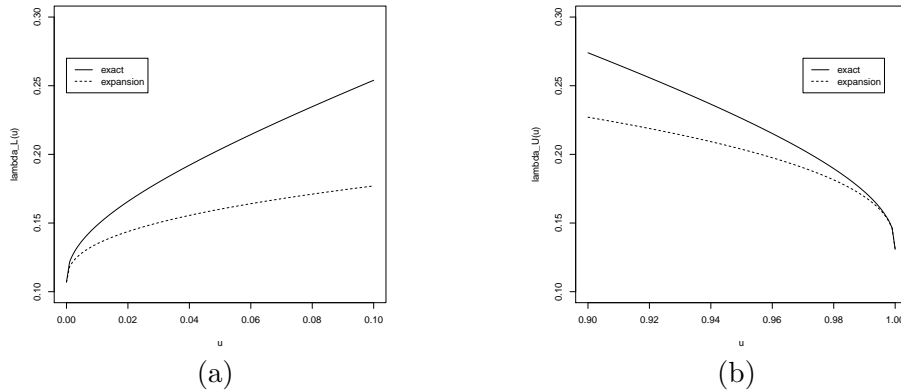 0.30
0.25
0.20
0.15
0.10
lambda_L(u)
exact
expansion
0.00 0.02 0.04 0.06 0.08 0.10
u
(a)
0.30
0.25
0.20
0.15
0.10
lambda_U(u)
exact
expansion
0.90 0.92 0.94 0.96 0.98 1.00
u
(b)